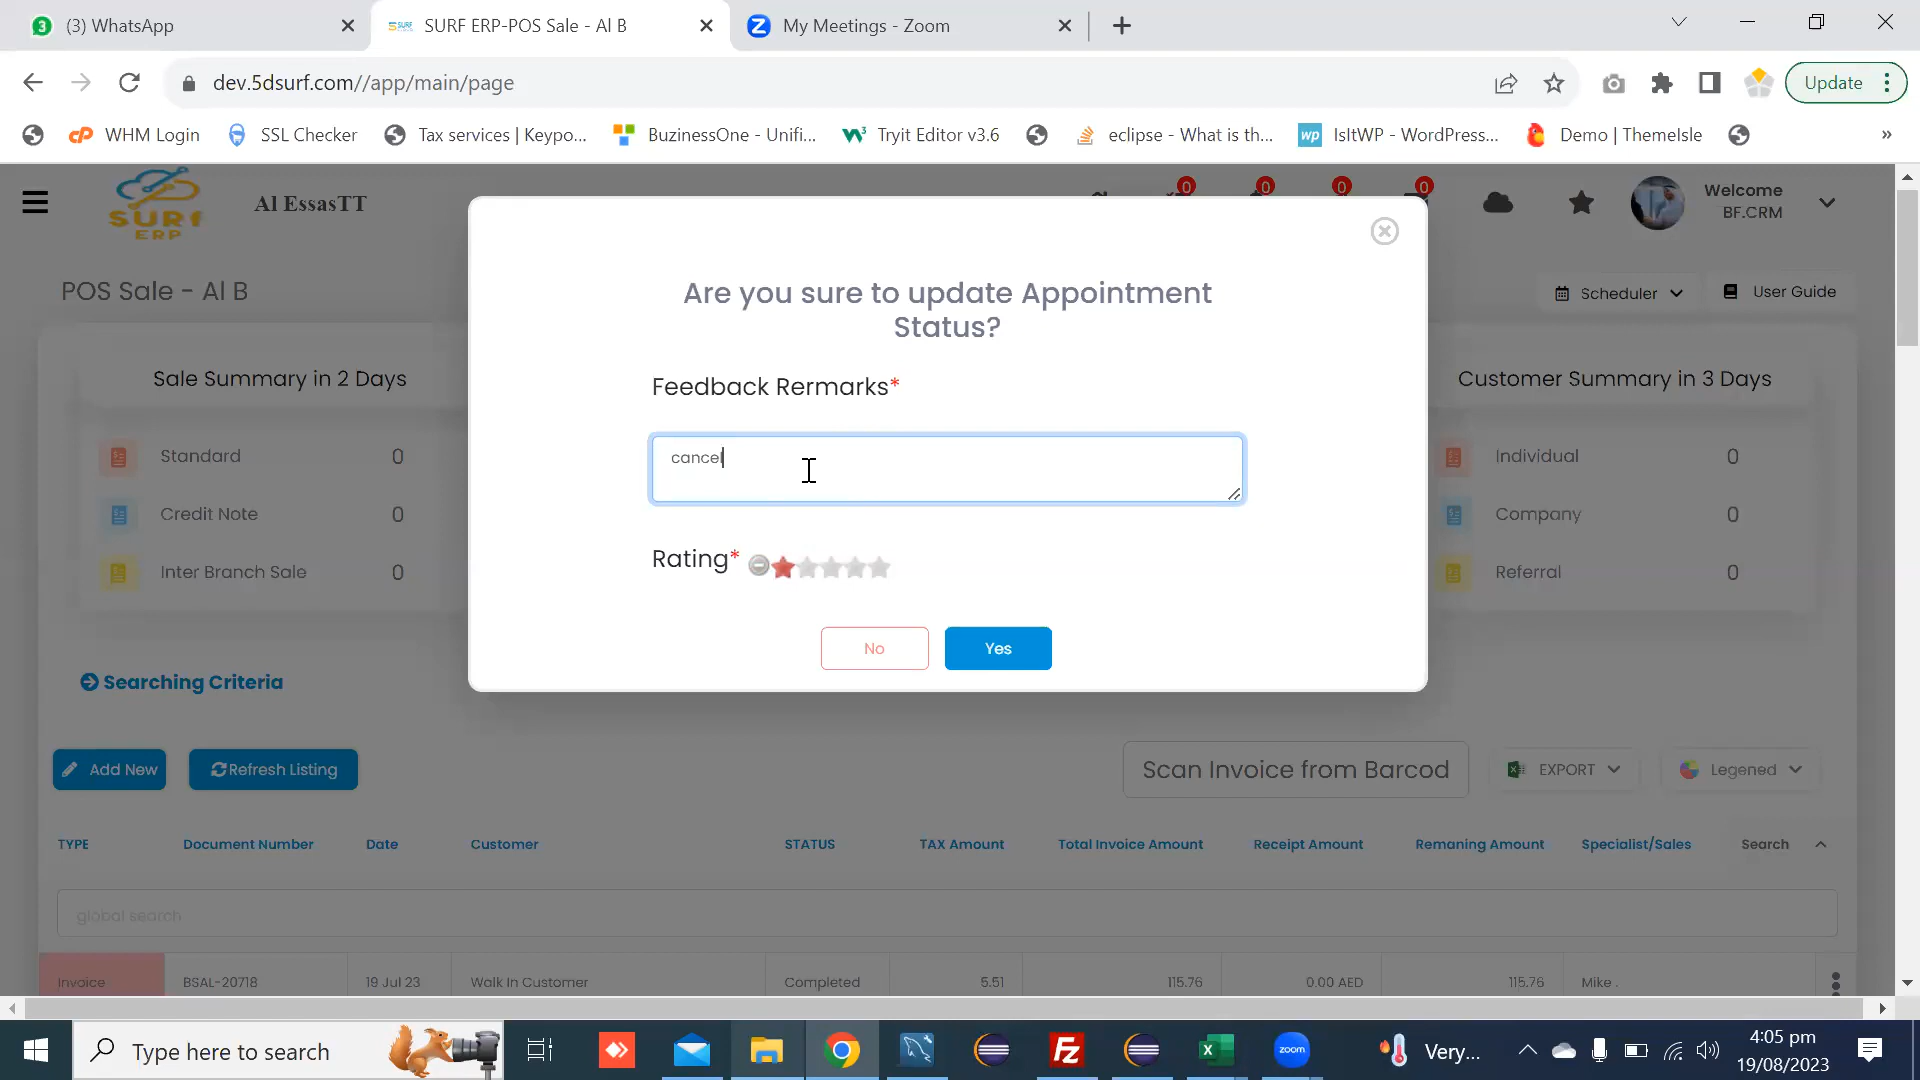 (3) WhatsApp
SURF ERP-POS Sale - Al B
My Meetings - Zoom
dev.5dsurf.com//app/main/page
Update
WHM Login
SSL Checker
Tax services | Keypo...
BuzinessOne - Unifi...
Tryit Editor v3.6
eclipse - What is th...
IsItWP - WordPress...
Demo | ThemeIsle
»
SURF
ERP
Al EssasTT
0
0
0
0
Welcome
BF.CRM
POS Sale - Al B
Scheduler
User Guide
Are you sure to update Appointment
Status?
Feedback Rermarks*
cancel
Rating*
No
Yes
Sale Summary in 2 Days
Standard 0
Credit Note 0
Inter Branch Sale 0
Customer Summary in 3 Days
Individual 0
Company 0
Referral 0
Searching Criteria
Add New
Refresh Listing
Scan Invoice from Barcod
EXPORT
Legened
TYPE Document Number Date Customer STATUS TAX Amount Total Invoice Amount Receipt Amount Remaning Amount Specialist/Sales Search
global search
Invoice BSAL-20718 19 Jul 23 Walk In Customer Completed 5.51 115.76 0.00 AED 115.76 Mike .
Type here to search
zoom
Very...
4:05 pm
19/08/2023